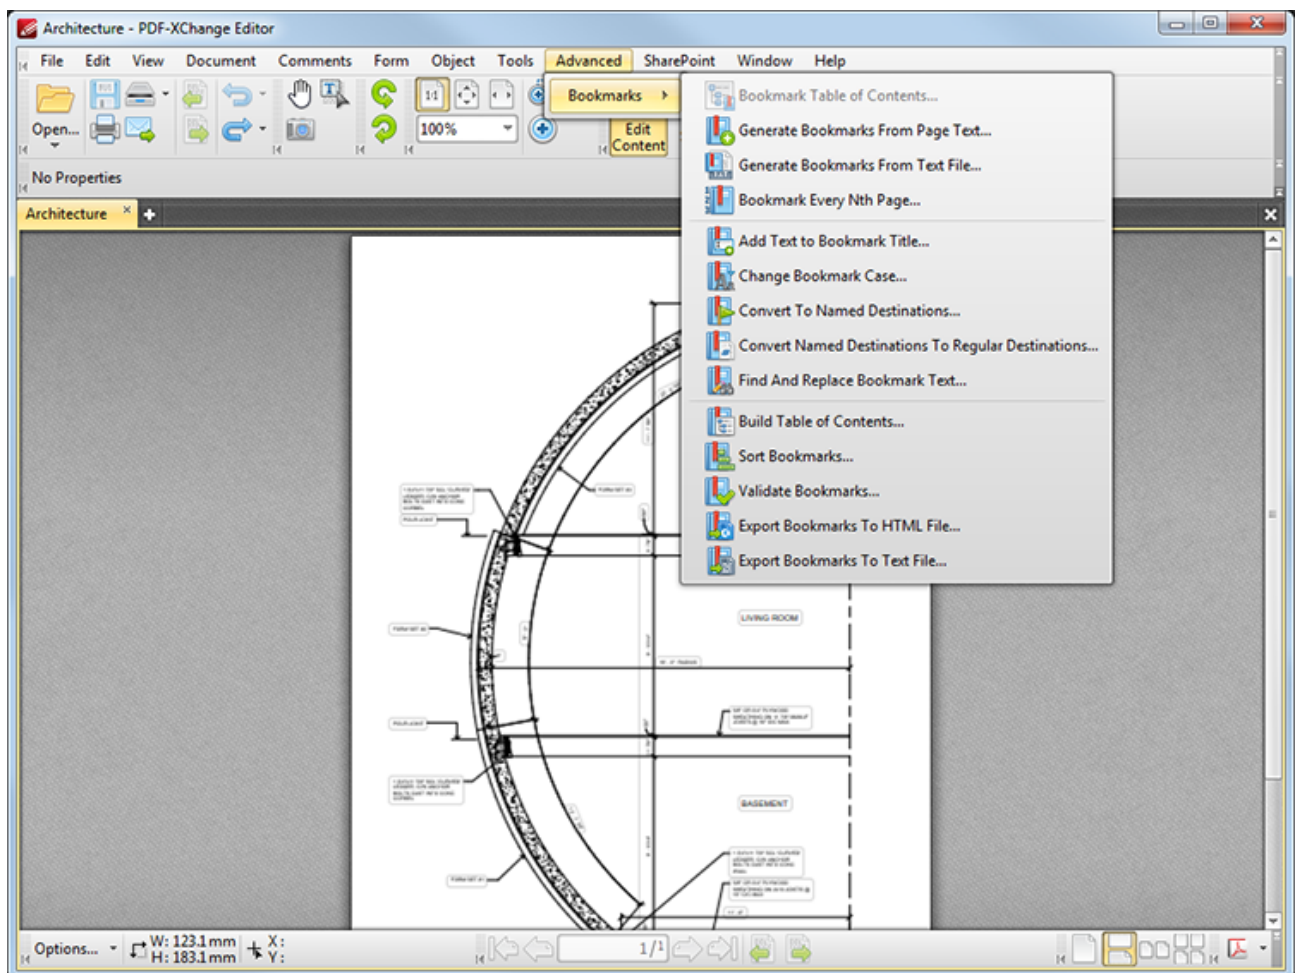 Architecture - PDF-XChange Editor
File Edit View Document Comments Form Object Tools Advanced SharePoint Window Help
Bookmarks
Open...
100%
Edit Content
No Properties
Architecture
Bookmark Table of Contents...
Generate Bookmarks From Page Text...
Generate Bookmarks From Text File...
Bookmark Every Nth Page...
Add Text to Bookmark Title...
Change Bookmark Case...
Convert To Named Destinations...
Convert Named Destinations To Regular Destinations...
Find And Replace Bookmark Text...
Build Table of Contents...
Sort Bookmarks...
Validate Bookmarks...
Export Bookmarks To HTML File...
Export Bookmarks To Text File...
LIVING ROOM
BASEMENT
Options...
W: 123.1 mm
H: 183.1 mm
X:
Y:
1/1